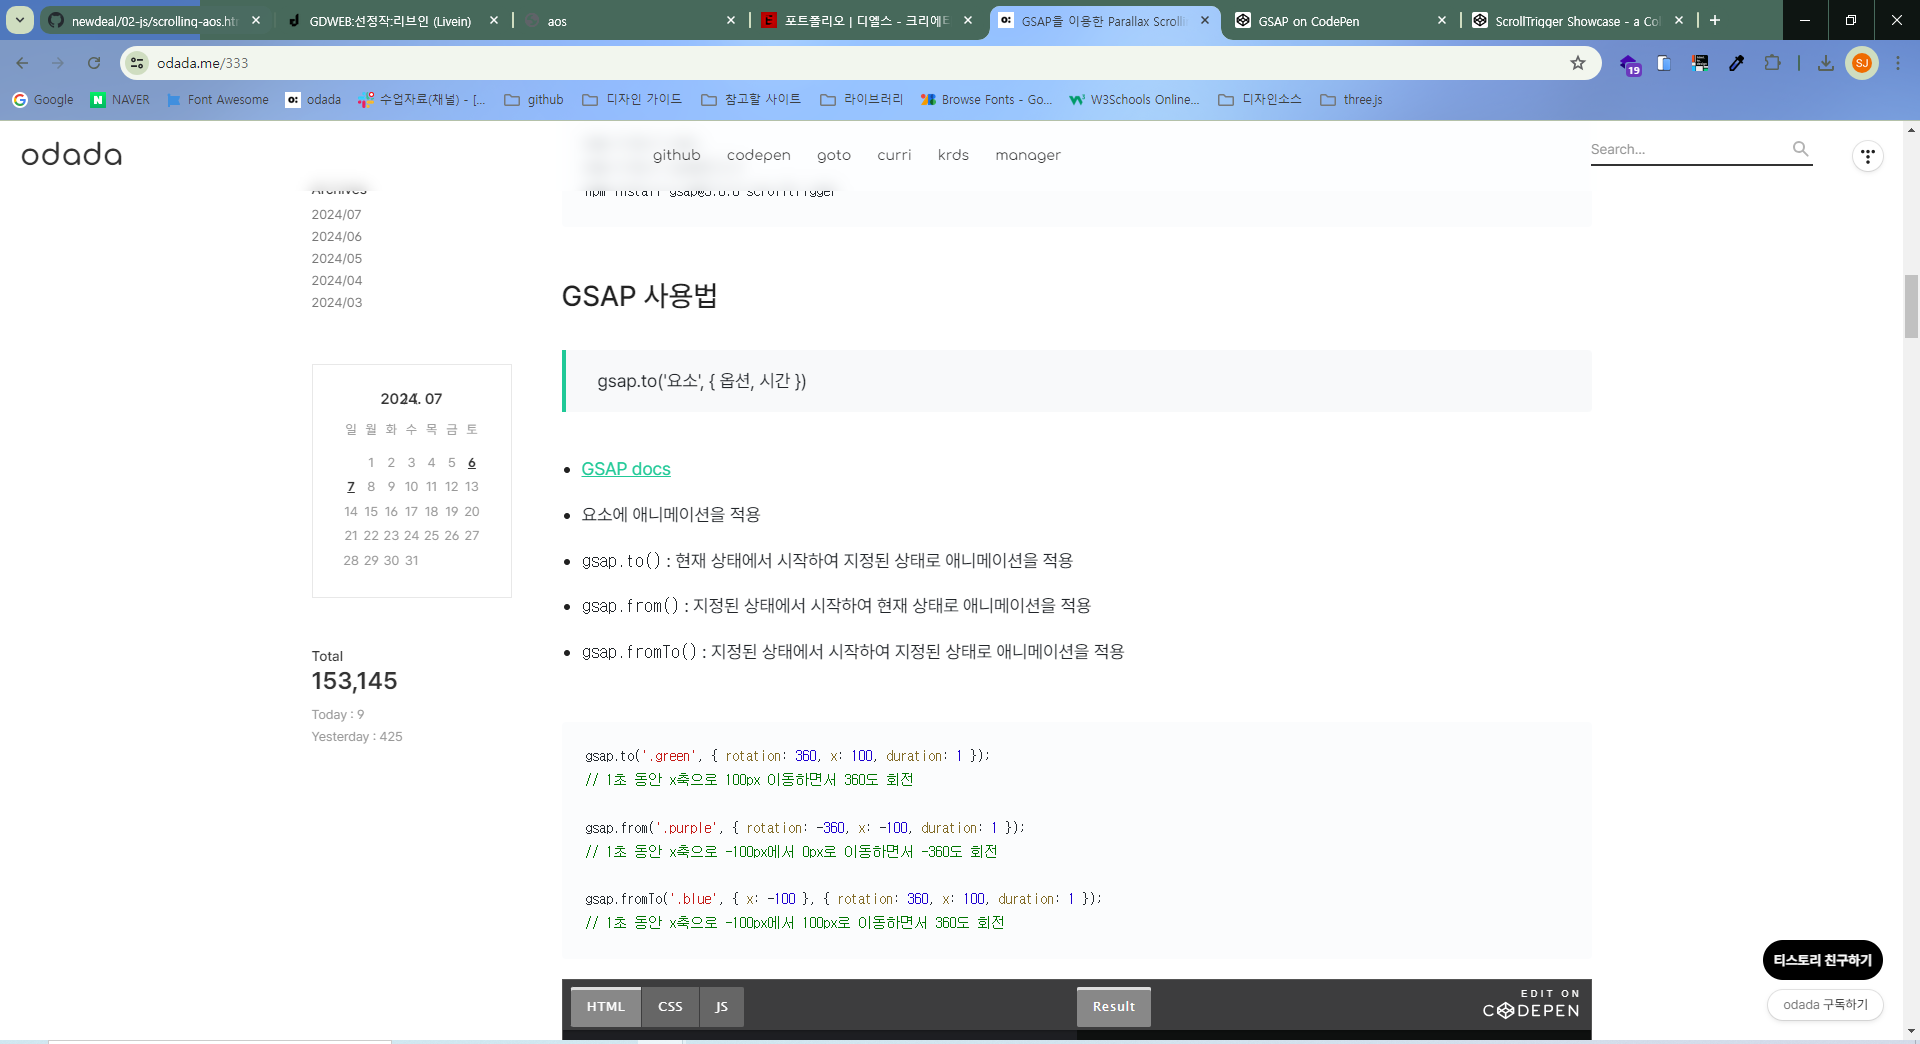 newdeal/02-js/scrolling-aos.ht
GDWEB:선정작:리브인 (Livein)
aos
포트폴리오 | 디엘스 - 크리에이
GSAP을 이용한 Parallax Scrolli
GSAP on CodePen
ScrollTrigger Showcase - a Col
odada.me/333
19
SJ
Google
NAVER
Font Awesome
odada
수업자료(채널) - [...
github
디자인 가이드
참고할 사이트
라이브러리
Browse Fonts - Go...
W3Schools Online...
디자인소스
three.js
odada
github
codepen
goto
curri
krds
manager
Search...
Archives
2024/07
2024/06
2024/05
2024/04
2024/03
npm install gsap@3.8.0 scrolltrigger
GSAP 사용법
gsap.to('요소', { 옵션, 시간 })
2024. 07
일 월 화 수 목 금 토
1 2 3 4 5 6
7 8 9 10 11 12 13
14 15 16 17 18 19 20
21 22 23 24 25 26 27
28 29 30 31
GSAP docs
요소에 애니메이션을 적용
gsap.to() : 현재 상태에서 시작하여 지정된 상태로 애니메이션을 적용
gsap.from() : 지정된 상태에서 시작하여 현재 상태로 애니메이션을 적용
gsap.fromTo() : 지정된 상태에서 시작하여 지정된 상태로 애니메이션을 적용
Total
153,145
Today : 9
Yesterday : 425
gsap.to('.green', { rotation: 360, x: 100, duration: 1 });
// 1초 동안 x축으로 100px 이동하면서 360도 회전
gsap.from('.purple', { rotation: -360, x: -100, duration: 1 });
// 1초 동안 x축으로 -100px에서 0px로 이동하면서 -360도 회전
gsap.fromTo('.blue', { x: -100 }, { rotation: 360, x: 100, duration: 1 });
// 1초 동안 x축으로 -100px에서 100px로 이동하면서 360도 회전
HTML
CSS
JS
Result
EDIT ON
CODEPEN
티스토리 친구하기
odada 구독하기